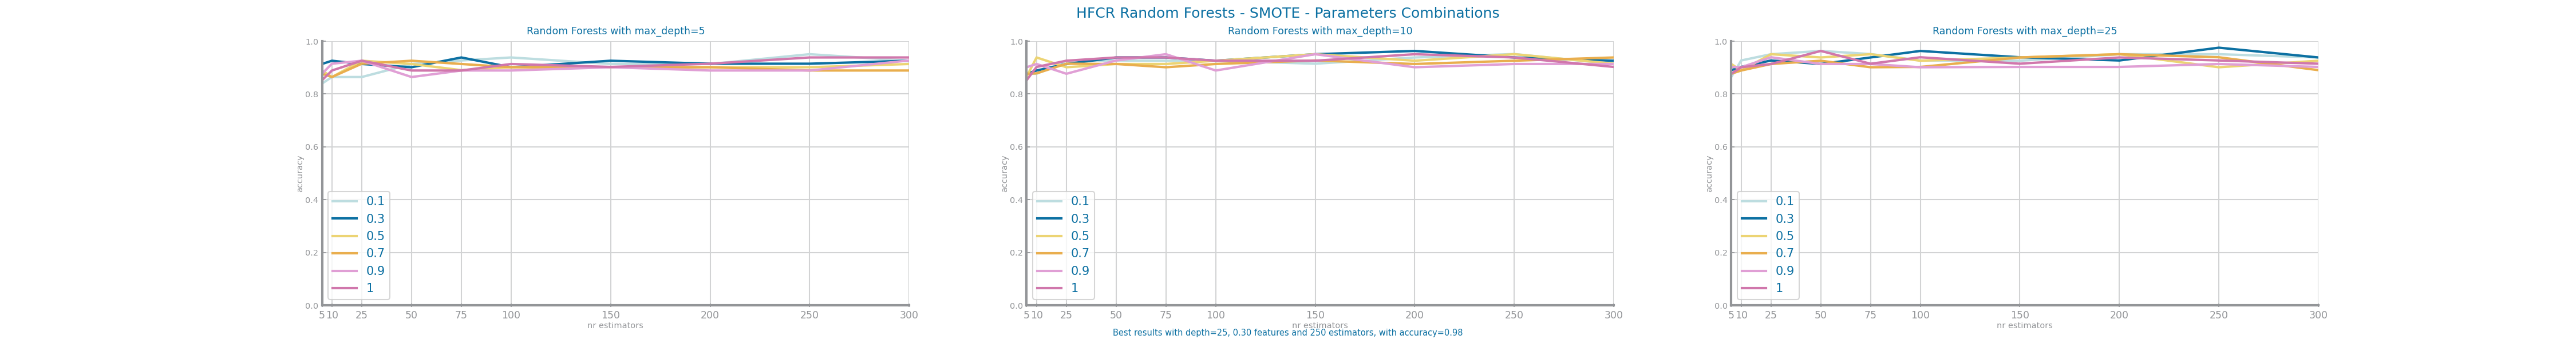 HFCR Random Forests - SMOTE - Parameters Combinations
Random Forests with max_depth=5
1.0
0.8
0.6
0.4
0.2
0.0
accuracy
0.1
0.3
0.5
0.7
0.9
1
5 10 25 50 75 100 150 200 250 300
nr estimators
Random Forests with max_depth=10
1.0
0.8
0.6
0.4
0.2
0.0
accuracy
0.1
0.3
0.5
0.7
0.9
1
5 10 25 50 75 100 150 200 250 300
nr estimators
Best results with depth=25, 0.30 features and 250 estimators, with accuracy=0.98
Random Forests with max_depth=25
1.0
0.8
0.6
0.4
0.2
0.0
accuracy
0.1
0.3
0.5
0.7
0.9
1
5 10 25 50 75 100 150 200 250 300
nr estimators